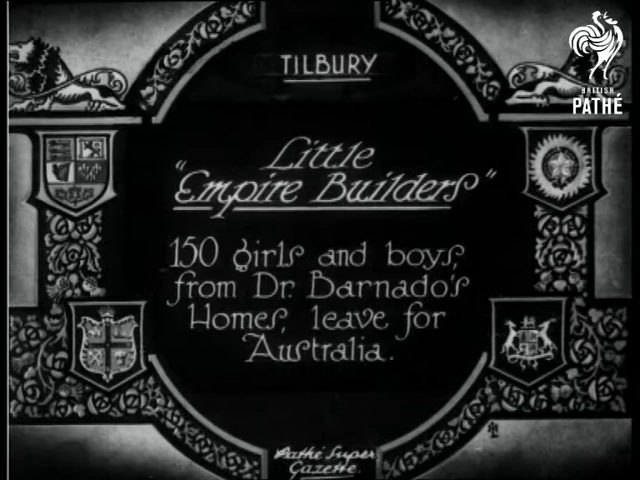 TILBURY
BRITISH
PATHÉ
Little
"Empire Builders"
150 girls and boys,
from Dr. Barnado's
Homes, leave for
Australia.
Pathé Super
Gazette.